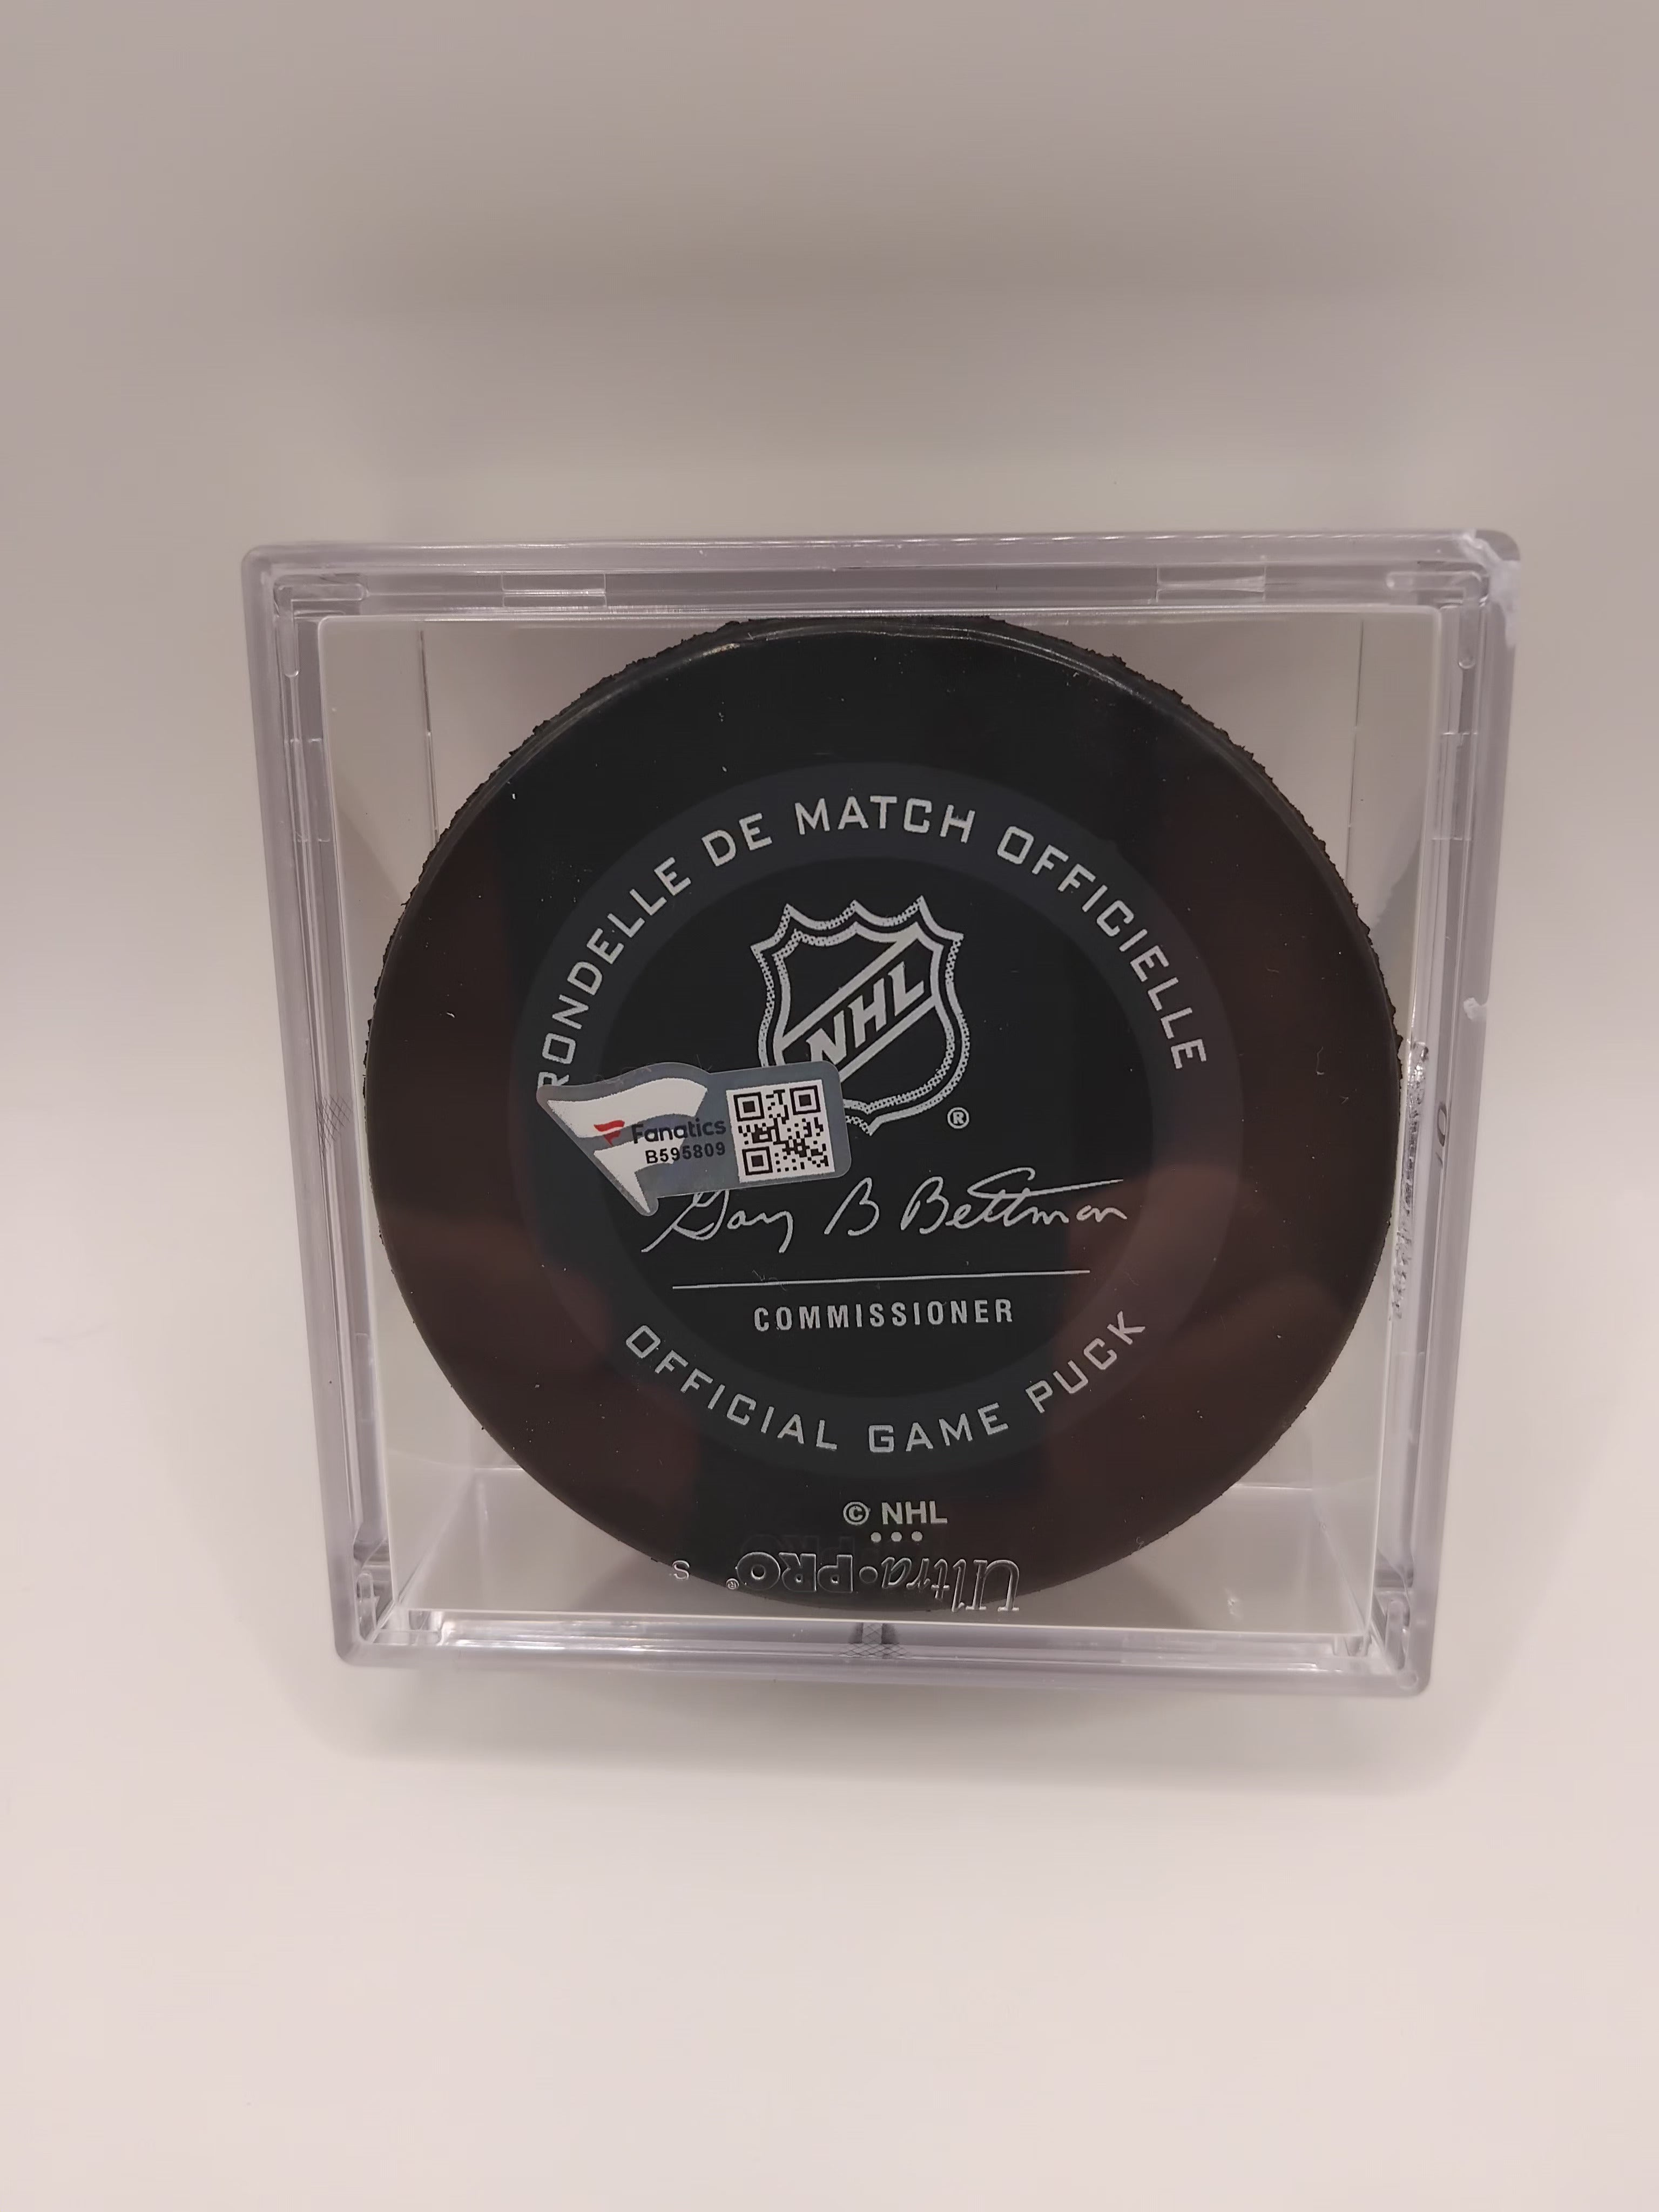 RONDELLE DE MATCH OFFICIELLE
NHL
®
Fanatics
B595809
Gary B Bettman
COMMISSIONER
OFFICIAL GAME PUCK
© NHL
Ultra•PRO®
S